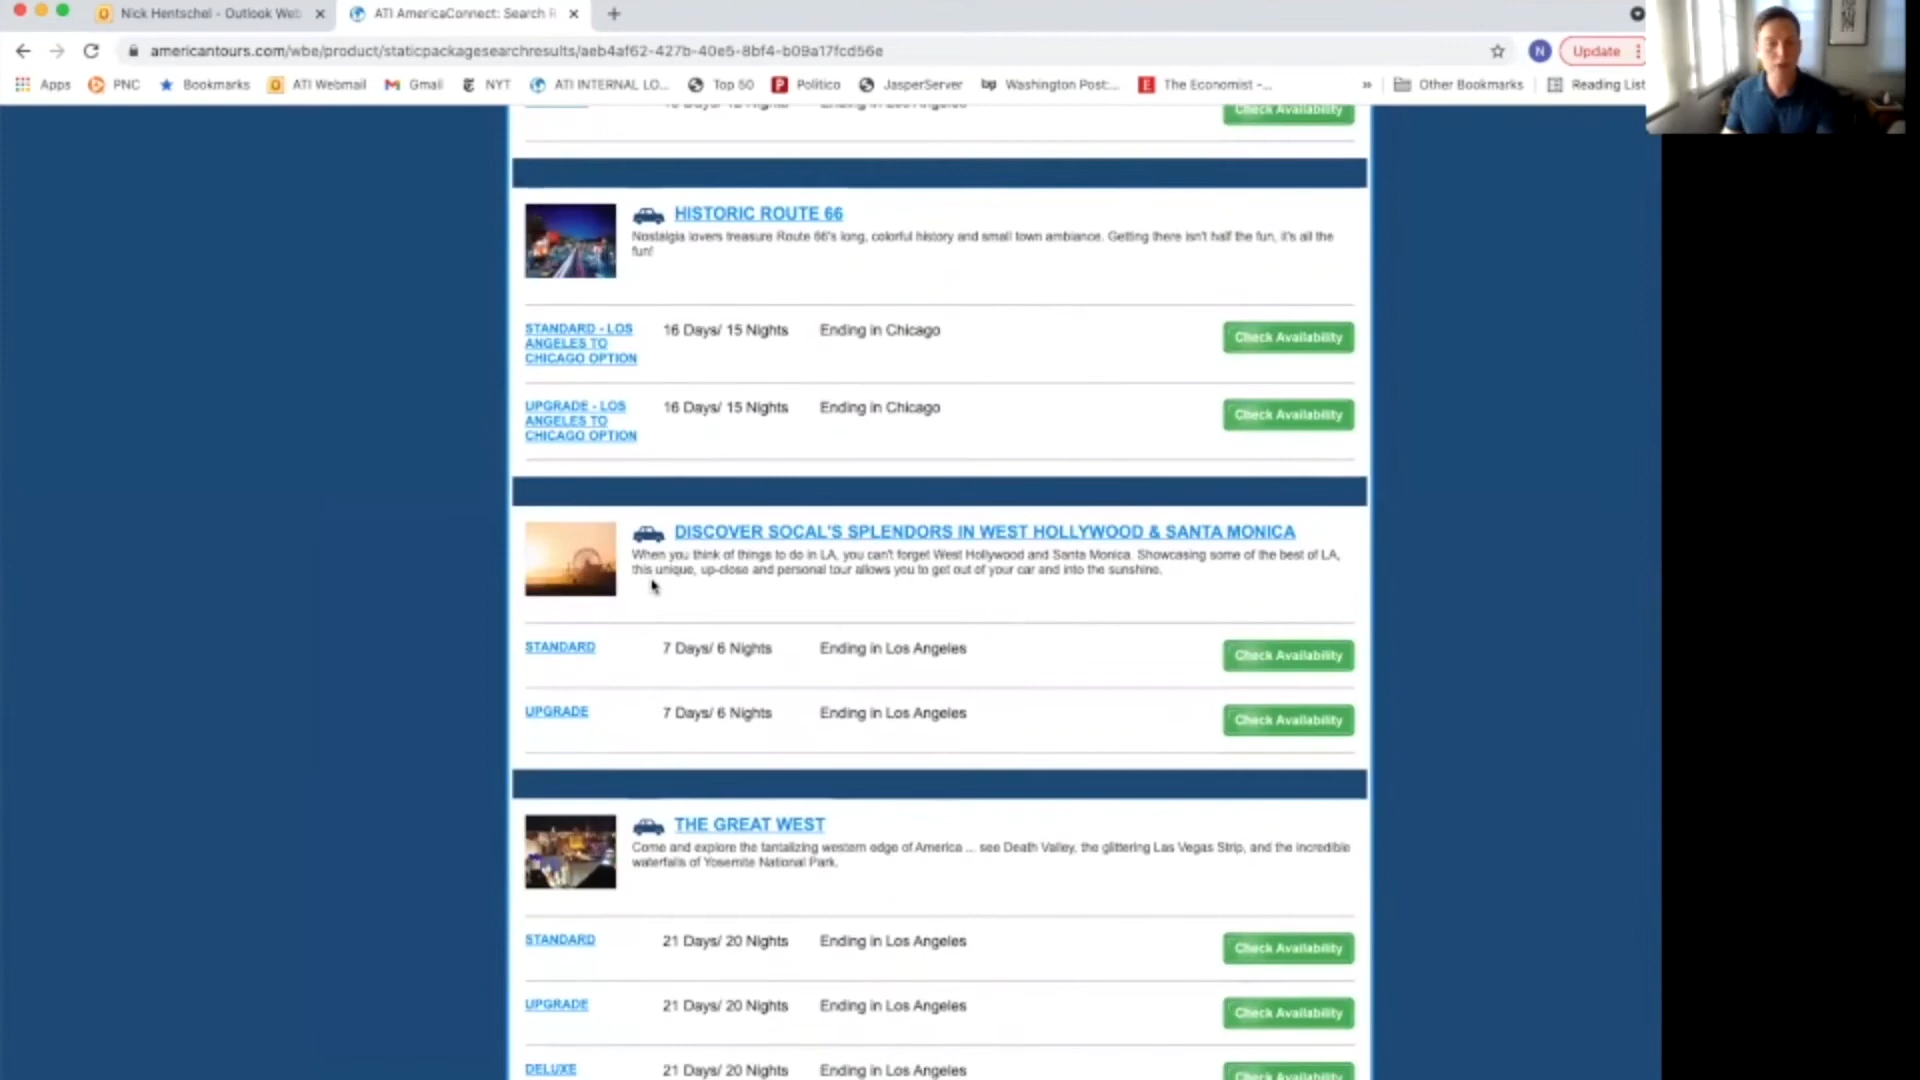 Nick Hentschel - Outlook Web
ATI AmericaConnect: Search R
americantours.com/wbe/product/staticpackagesearchresults/aeb4af62-427b-40e5-8bf4-b09a17fcd56e
N
Update
Apps
PNC
Bookmarks
ATI Webmail
Gmail
NYT
ATI INTERNAL LO...
Top 50
Politico
JasperServer
Washington Post:...
The Economist -...
»
Other Bookmarks
Reading List
Check Availability
HISTORIC ROUTE 66
Nostalgia lovers treasure Route 66's long, colorful history and small town ambiance. Getting there isn't half the fun, it's all the
fun!
STANDARD - LOS
ANGELES TO
CHICAGO OPTION
16 Days/ 15 Nights
Ending in Chicago
Check Availability
UPGRADE - LOS
ANGELES TO
CHICAGO OPTION
16 Days/ 15 Nights
Ending in Chicago
Check Availability
DISCOVER SOCAL'S SPLENDORS IN WEST HOLLYWOOD & SANTA MONICA
When you think of things to do in LA, you can't forget West Hollywood and Santa Monica. Showcasing some of the best of LA,
this unique, up-close and personal tour allows you to get out of your car and into the sunshine.
STANDARD
7 Days/ 6 Nights
Ending in Los Angeles
Check Availability
UPGRADE
7 Days/ 6 Nights
Ending in Los Angeles
Check Availability
THE GREAT WEST
Come and explore the tantalizing western edge of America ... see Death Valley, the glittering Las Vegas Strip, and the incredible
waterfalls of Yosemite National Park.
STANDARD
21 Days/ 20 Nights
Ending in Los Angeles
Check Availability
UPGRADE
21 Days/ 20 Nights
Ending in Los Angeles
Check Availability
DELUXE
21 Days/ 20 Nights
Ending in Los Angeles
Check Availability